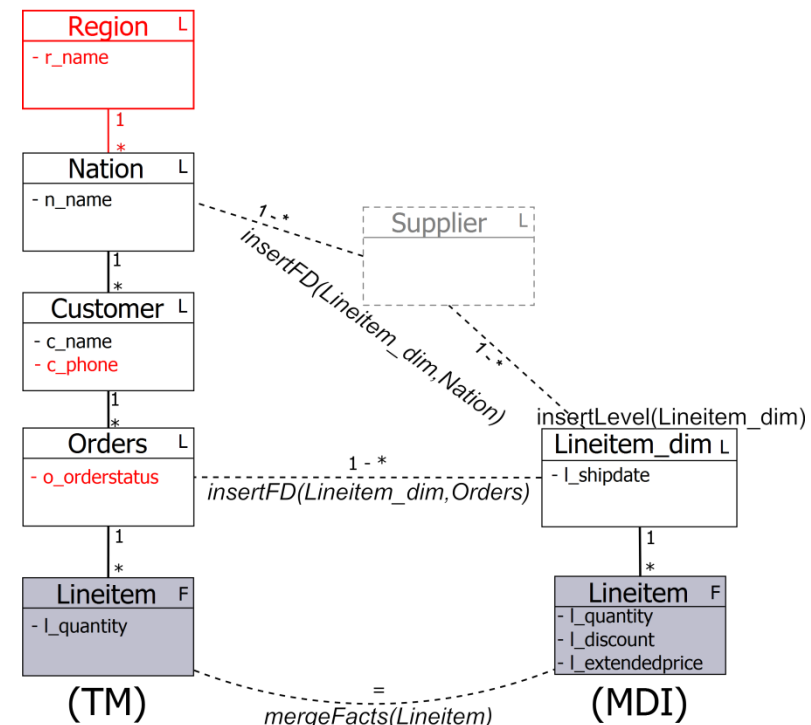 Region L
- r_name
1
*
Nation L
- n_name
1 - *
Supplier L
insertFD(Lineitem_dim,Nation)
1
*
Customer L
- c_name
- c_phone
1 - *
1
*
insertLevel(Lineitem_dim)
Orders L
- o_orderstatus
1 - *
insertFD(Lineitem_dim,Orders)
Lineitem_dim L
- l_shipdate
1
*
1
*
Lineitem F
- l_quantity
Lineitem F
- l_quantity
- l_discount
- l_extendedprice
(TM)
=
mergeFacts(Lineitem)
(MDI)